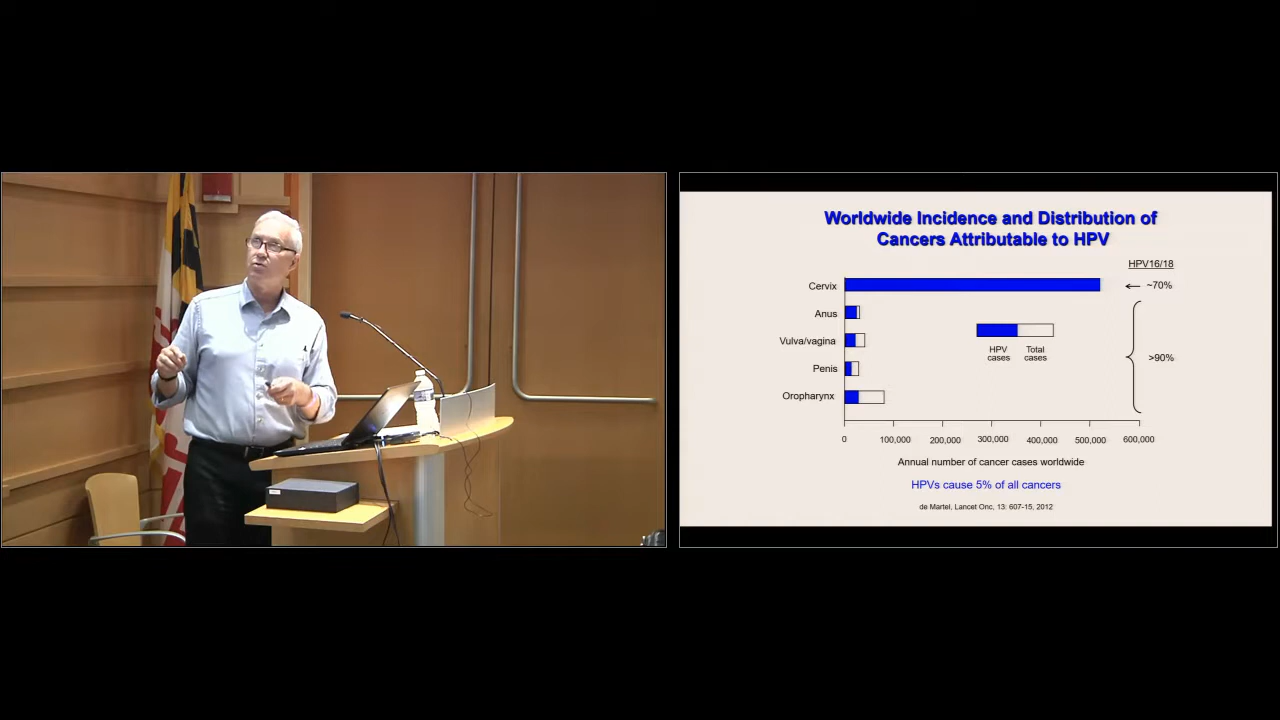 Worldwide Incidence and Distribution of
Cancers Attributable to HPV
HPV16/18
Cervix
~70%
Anus
Vulva/vagina
HPV cases
Total cases
>90%
Penis
Oropharynx
0
100,000
200,000
300,000
400,000
500,000
600,000
Annual number of cancer cases worldwide
HPVs cause 5% of all cancers
de Martel, Lancet Onc, 13: 607-15, 2012